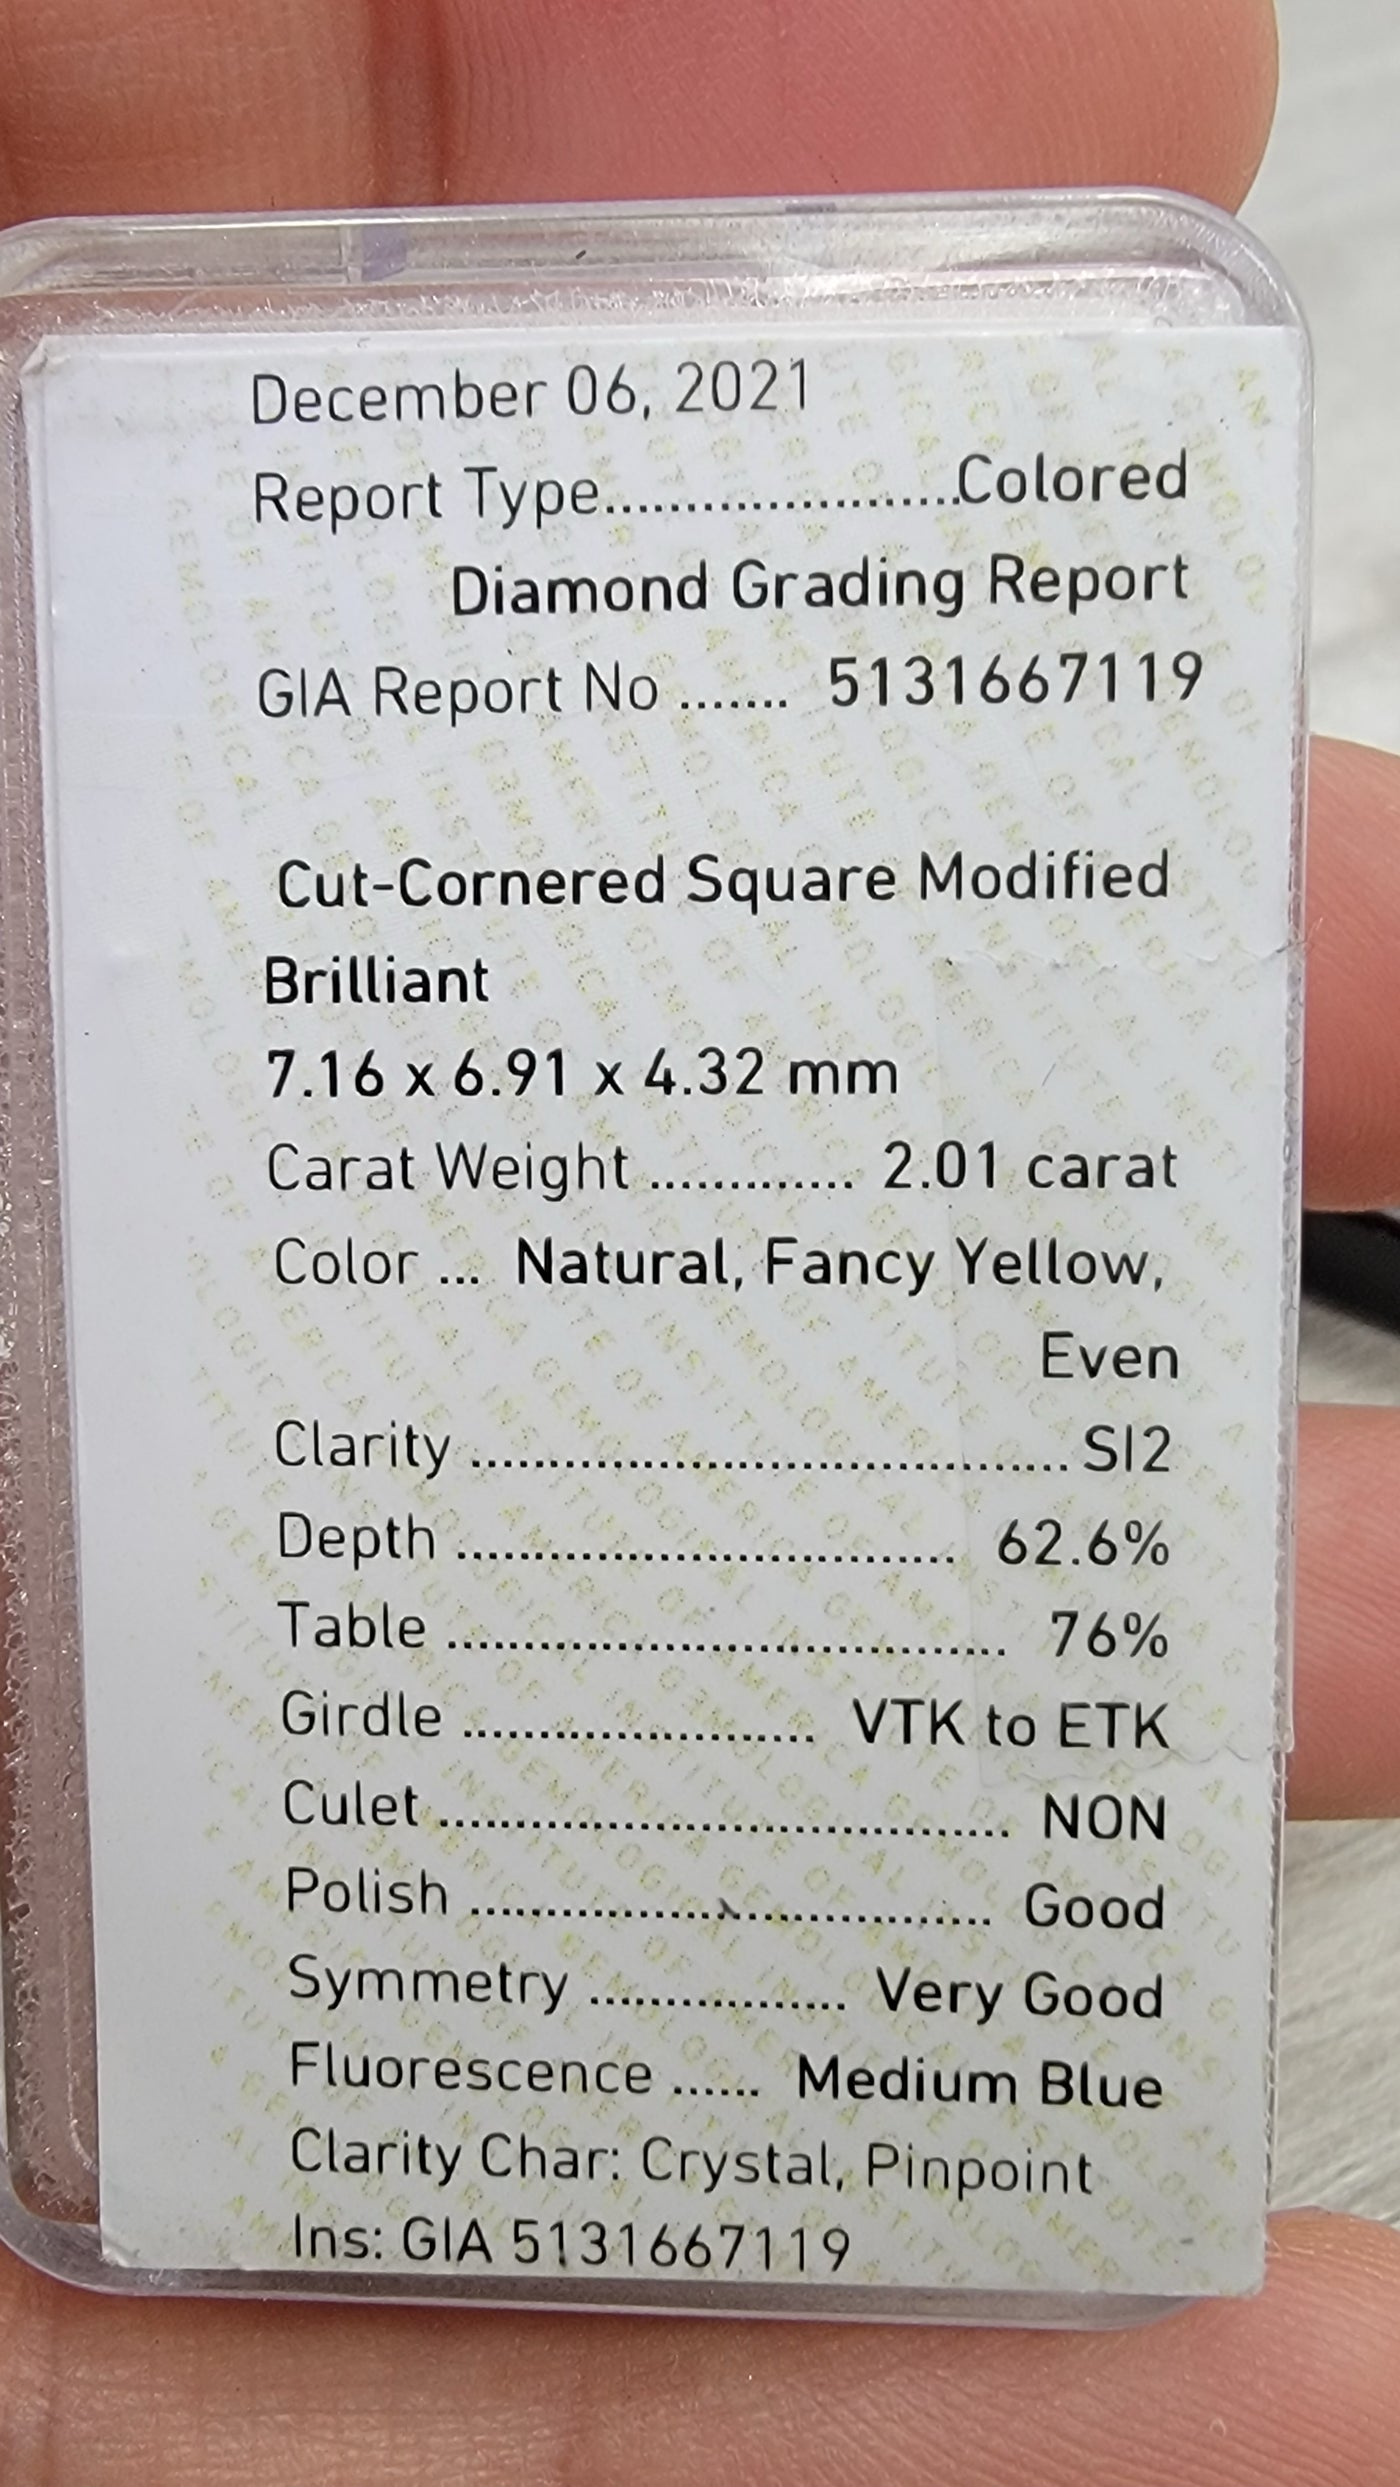 December 06, 2021
Report Type......................Colored
Diamond Grading Report
GIA Report No ....... 5131667119
Cut-Cornered Square Modified
Brilliant
7.16 x 6.91 x 4.32 mm
Carat Weight ............. 2.01 carat
Color ... Natural, Fancy Yellow,
Even
Clarity ....................................... SI2
Depth ................................. 62.6%
Table ..................................... 76%
Girdle ....................... VTK to ETK
Culet ...................................... NON
Polish ................................... Good
Symmetry ................. Very Good
Fluorescence ...... Medium Blue
Clarity Char: Crystal, Pinpoint
Ins: GIA 5131667119